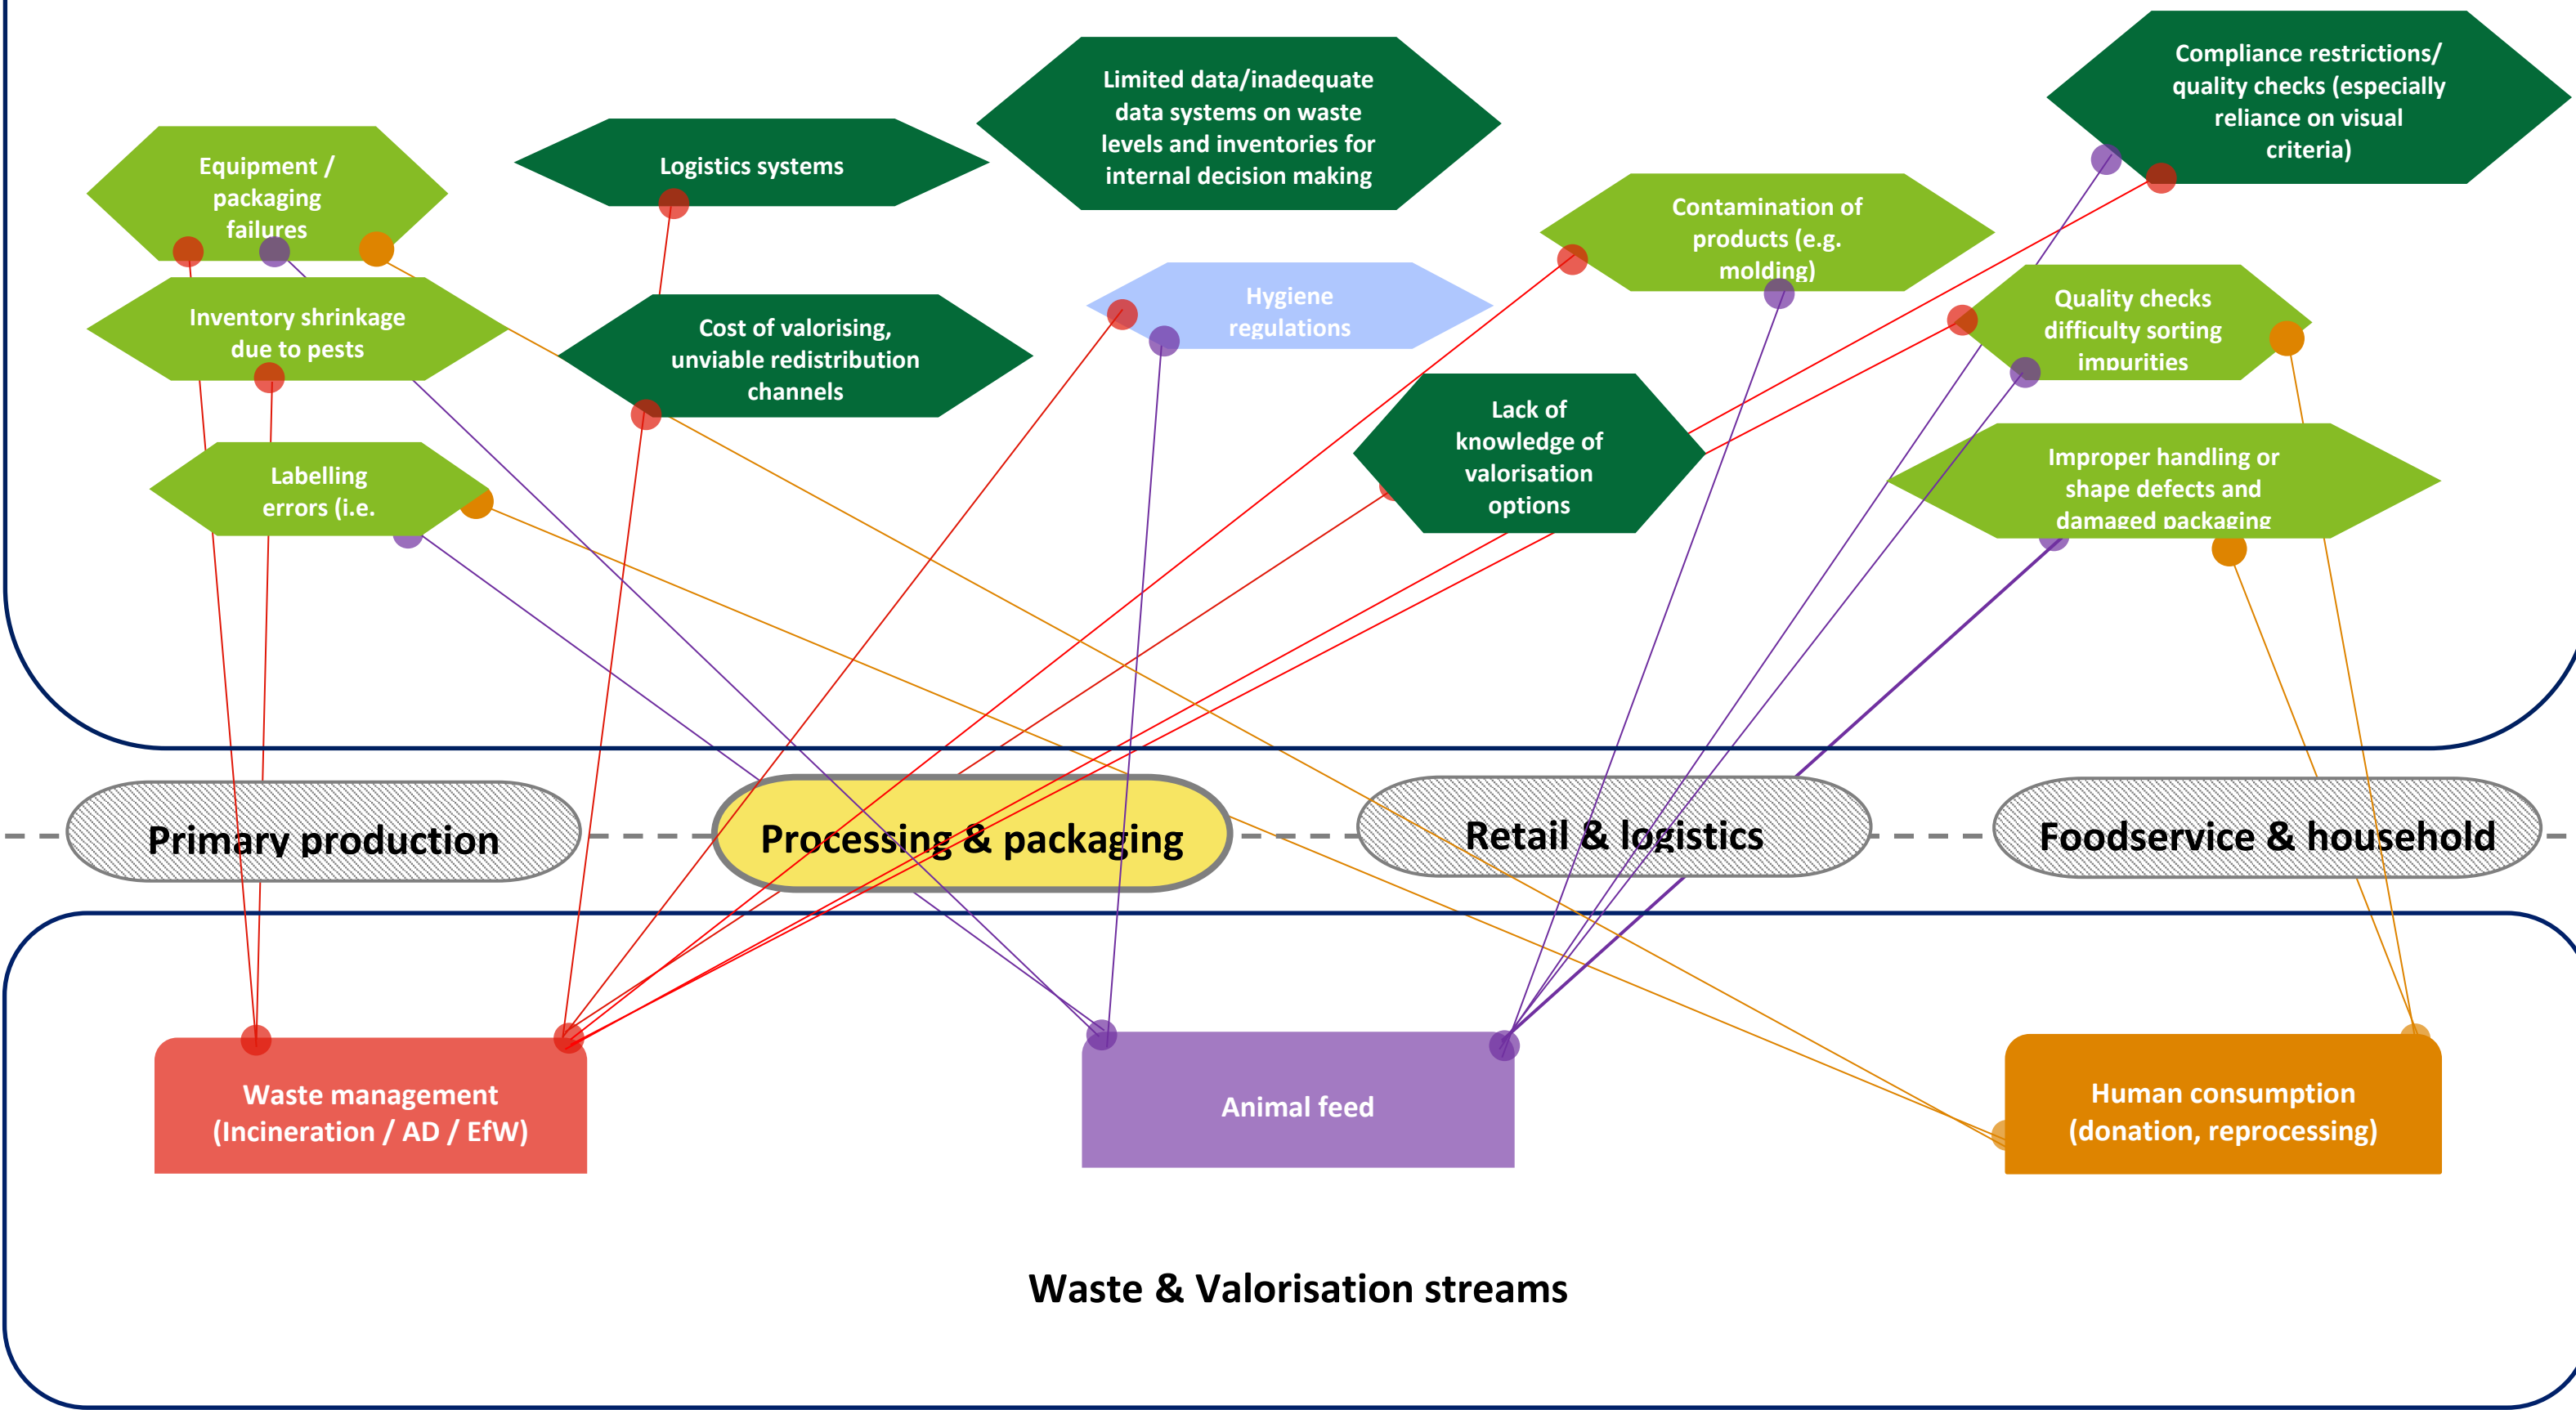 Compliance restrictions/
quality checks (especially
reliance on visual
criteria)
Limited data/inadequate
data systems on waste
levels and inventories for
internal decision making
Equipment /
packaging
failures
Logistics systems
Contamination of
products (e.g.
molding)
Hygiene
regulations
Quality checks
difficulty sorting
impurities
Inventory shrinkage
due to pests
Cost of valorising,
unviable redistribution
channels
Lack of
knowledge of
valorisation
options
Labelling
errors (i.e.
Improper handling or
shape defects and
damaged packaging
Primary production
Processing & packaging
Retail & logistics
Foodservice & household
Waste management
(Incineration / AD / EfW)
Animal feed
Human consumption
(donation, reprocessing)
Waste & Valorisation streams